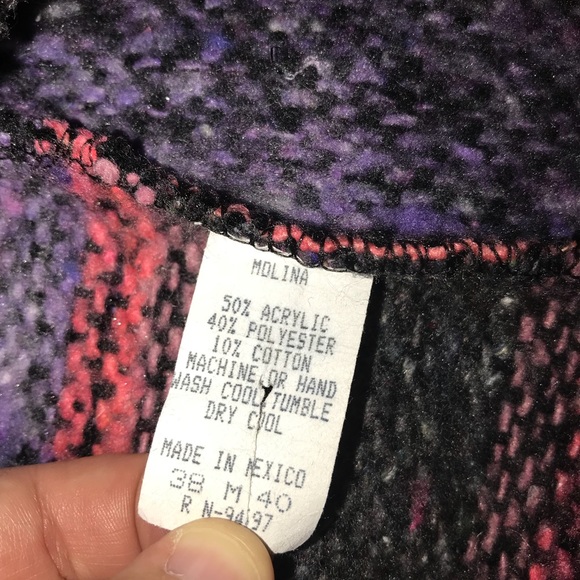 MOLINA
50% ACRYLIC
40% POLYESTER
10% COTTON
MACHINE OR HAND
WASH COOL/TUMBLE
DRY COOL
MADE IN MEXICO
38 M 40
R N-94197